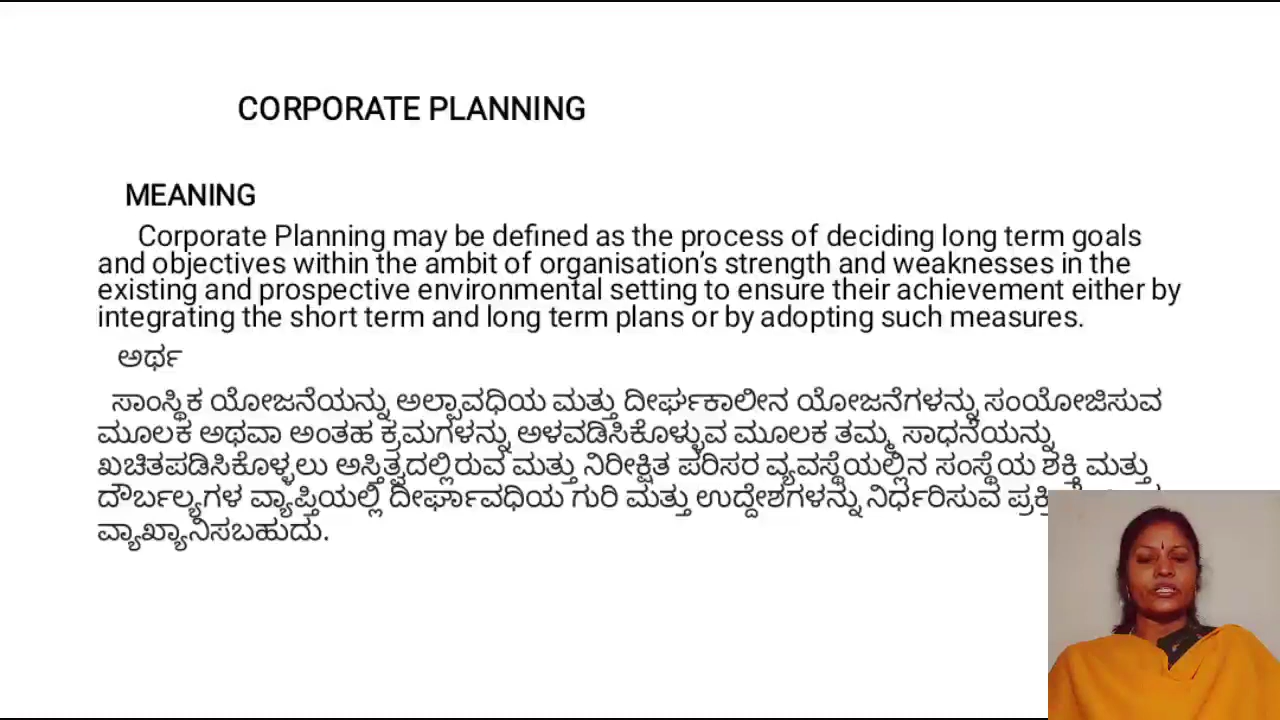 CORPORATE PLANNING
MEANING
Corporate Planning may be defined as the process of deciding long term goals
and objectives within the ambit of organisation’s strength and weaknesses in the
existing and prospective environmental setting to ensure their achievement either by
integrating the short term and long term plans or by adopting such measures.
ಅರ್ಥ
ಸಾಂಸ್ಥಿಕ ಯೋಜನೆಯನ್ನು ಅಲ್ಪಾವಧಿಯ ಮತ್ತು ದೀರ್ಘಕಾಲೀನ ಯೋಜನೆಗಳನ್ನು ಸಂಯೋಜಿಸುವ
ಮೂಲಕ ಅಥವಾ ಅಂತಹ ಕ್ರಮಗಳನ್ನು ಅಳವಡಿಸಿಕೊಳ್ಳುವ ಮೂಲಕ ತಮ್ಮ ಸಾಧನೆಯನ್ನು
ಖಚಿತಪಡಿಸಿಕೊಳ್ಳಲು ಅಸ್ತಿತ್ವದಲ್ಲಿರುವ ಮತ್ತು ನಿರೀಕ್ಷಿತ ಪರಿಸರ ವ್ಯವಸ್ಥೆಯಲ್ಲಿನ ಸಂಸ್ಥೆಯ ಶಕ್ತಿ ಮತ್ತು
ದೌರ್ಬಲ್ಯಗಳ ವ್ಯಾಪ್ತಿಯಲ್ಲಿ ದೀರ್ಘಾವಧಿಯ ಗುರಿ ಮತ್ತು ಉದ್ದೇಶಗಳನ್ನು ನಿರ್ಧರಿಸುವ
ವ್ಯಾಖ್ಯಾನಿಸಬಹುದು.